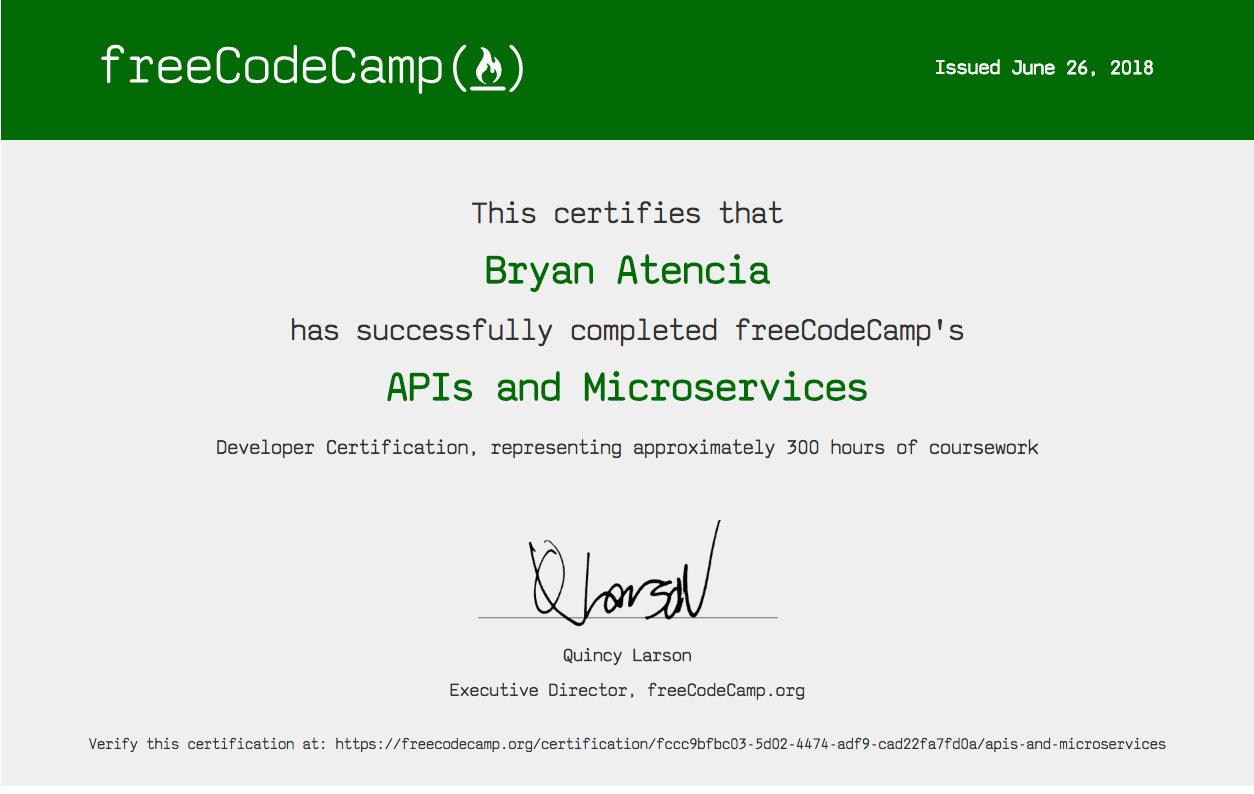 freeCodeCamp(🔥)
Issued June 26, 2018
This certifies that
Bryan Atencia
has successfully completed freeCodeCamp's
APIs and Microservices
Developer Certification, representing approximately 300 hours of coursework
Q Larson
Quincy Larson
Executive Director, freeCodeCamp.org
Verify this certification at: https://freecodecamp.org/certification/fccc9bfbc03-5d02-4474-adf9-cad22fa7fd0a/apis-and-microservices